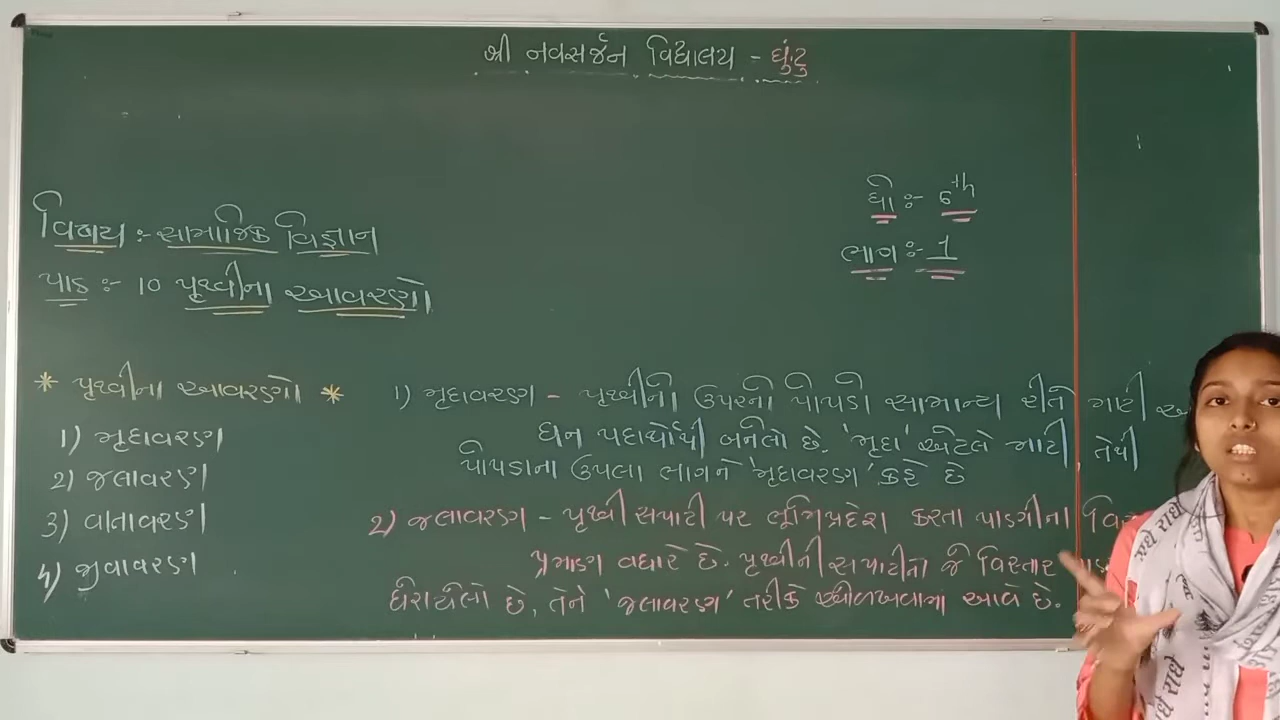 શ્રી નવસર્જન વિદ્યાલય - ઘુંટુ
ધો :- 6th
ભાગ :- 1
વિષય :- સામાજિક વિજ્ઞાન
પાઠ :- 10 પૃથ્વીના આવરણો
* પૃથ્વીના આવરણો *
1) મૃદાવરણ
2) જલાવરણ
3) વાતાવરણ
4) જીવાવરણ
1) મૃદાવરણ - પૃથ્વીની ઉપરની પોપડો સામાન્ય રીતે માટી
ઘન પદાર્થોથી બનેલો છે. 'મૃદા' એટલે માટી તેથી
પોપડાના ઉપલા ભાગને 'મૃદાવરણ' કહે છે
2) જલાવરણ - પૃથ્વી સપાટી પર ભૂમિપ્રદેશ કરતા પાણીના
પ્રમાણ વધારે છે. પૃથ્વીની સપાટીના જે વિસ્તાર
ઘેરાયેલો છે, તેને 'જલાવરણ' તરીકે ઓળખવામાં આવે છે.
રાધે રાધે